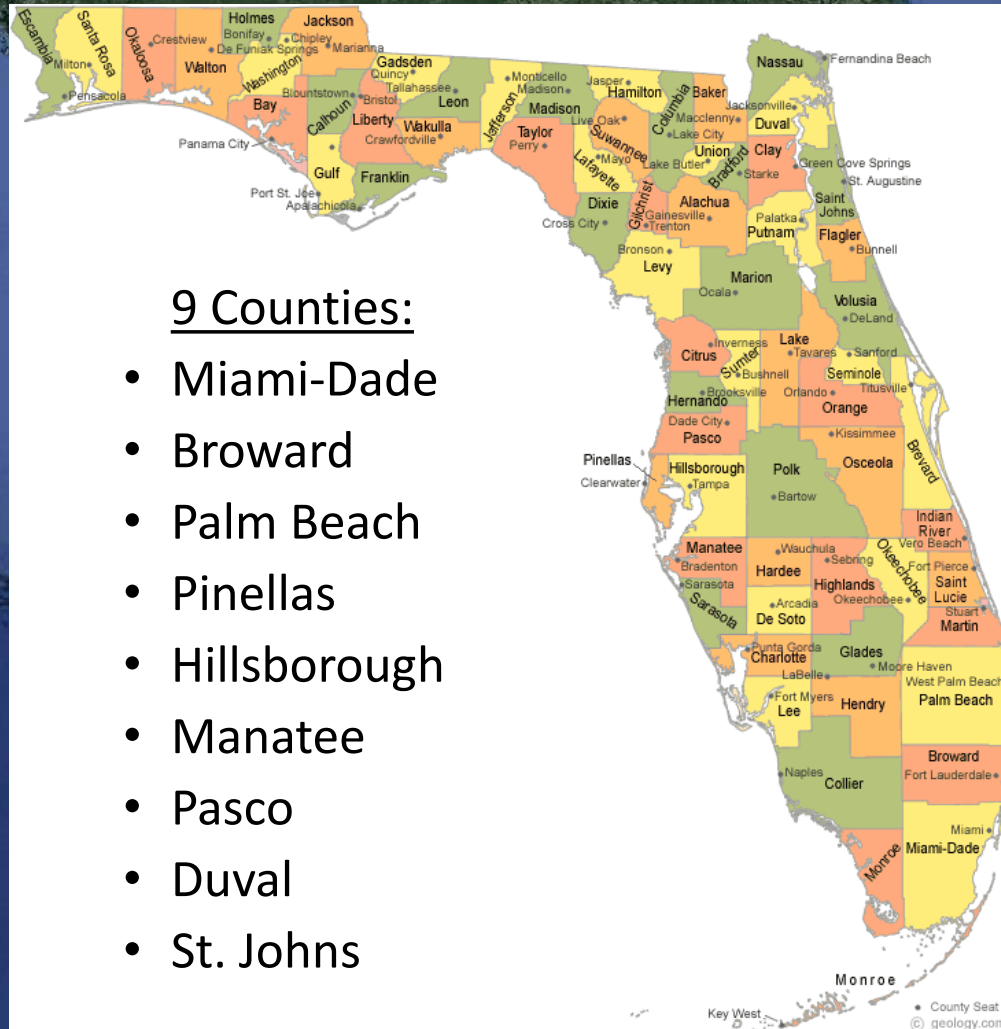 Escambia
Santa Rosa
Okaloosa
Holmes
Jackson
Bonifay
Chipley
Crestview
De Funiak Springs
Marianna
Milton
Walton
Washington
Pensacola
Bay
Blountstown
Calhoun
Bristol
Liberty
Gadsden
Quincy
Tallahassee
Leon
Wakulla
Crawfordville
Panama City
Gulf
Franklin
Port St. Joe
Apalachicola
Jefferson
Monticello
Madison
Madison
Taylor
Perry
Jasper
Hamilton
Live Oak
Suwannee
Mayo
Lafayette
Columbia
Lake City
Baker
Macclenny
Nassau
Fernandina Beach
Jacksonville
Duval
Union
Lake Butler
Bradford
Starke
Clay
Green Cove Springs
St. Augustine
Saint
Johns
Dixie
Cross City
Gilchrist
Trenton
Alachua
Gainesville
Palatka
Putnam
Flagler
Bunnell
Bronson
Levy
Marion
Ocala
Volusia
DeLand
Citrus
Inverness
Sumter
Bushnell
Lake
Tavares
Sanford
Seminole
Titusville
Hernando
Brooksville
Orlando
Orange
Dade City
Pasco
Kissimmee
Osceola
Brevard
Pinellas
Clearwater
Hillsborough
Tampa
Polk
Bartow
Indian
River
Vero Beach
Manatee
Bradenton
Wauchula
Hardee
Sebring
Highlands
Okeechobee
Okeechobee
Fort Pierce
Saint
Lucie
Stuart
Martin
Sarasota
Sarasota
Arcadia
De Soto
Punta Gorda
Charlotte
Glades
Moore Haven
LaBelle
West Palm Beach
Palm Beach
Fort Myers
Lee
Hendry
Broward
Fort Lauderdale
Naples
Collier
Miami
Miami-Dade
Monroe
Monroe
Key West
County Seat
© geology.com
9 Counties:
• Miami-Dade
• Broward
• Palm Beach
• Pinellas
• Hillsborough
• Manatee
• Pasco
• Duval
• St. Johns